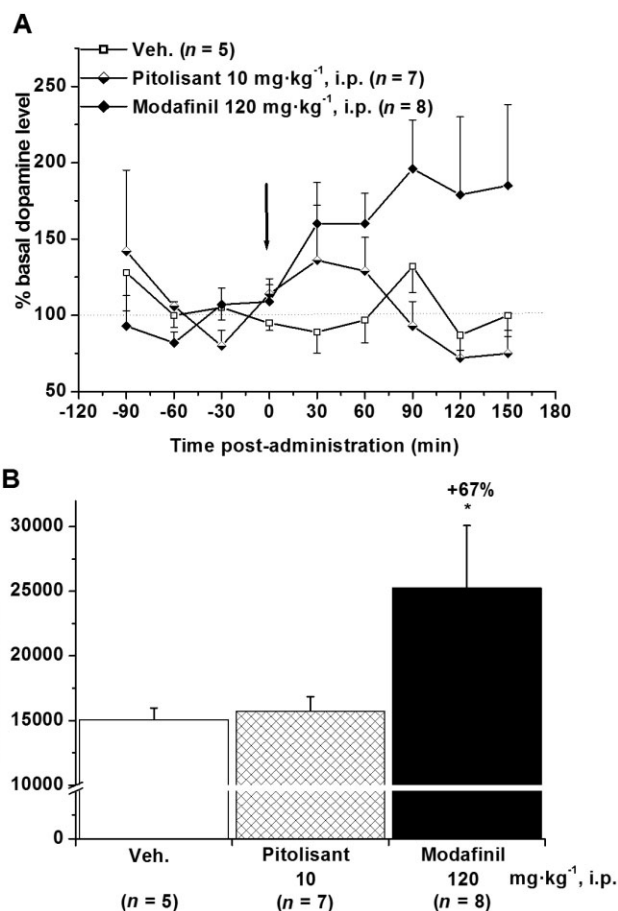 A
Veh. (n = 5)
Pitolisant 10 mg·kg⁻¹, i.p. (n = 7)
Modafinil 120 mg·kg⁻¹, i.p. (n = 8)
250
200
150
100
50
% basal dopamine level
-120 -90 -60 -30 0 30 60 90 120 150 180
Time post-administration (min)
B
+67%
*
30000
25000
20000
15000
10000
0
Veh. Pitolisant Modafinil
10 120 mg·kg⁻¹, i.p.
(n = 5) (n = 7) (n = 8)